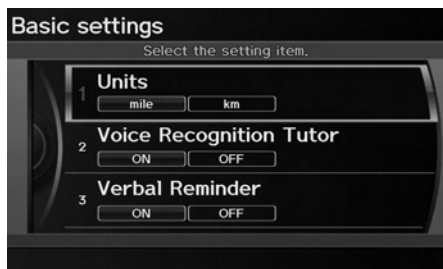 Basic settings
Select the setting item.
1 Units
mile km
2 Voice Recognition Tutor
ON OFF
3 Verbal Reminder
ON OFF